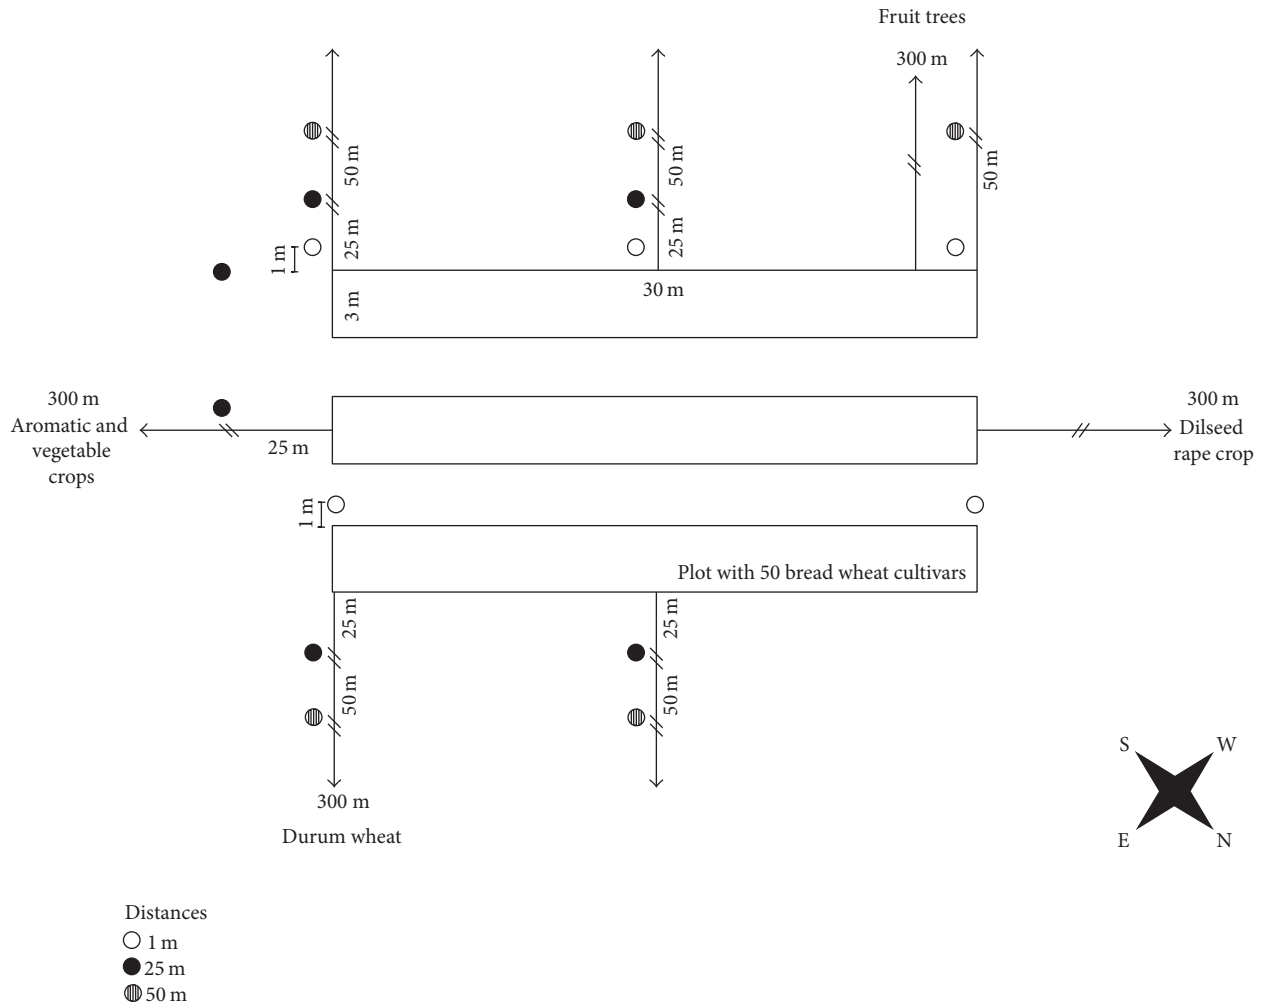 Fruit trees
300 m
50 m
50 m
50 m
25 m
25 m
1 m
3 m
30 m
300 m
Aromatic and
vegetable
crops
25 m
300 m
Dilseed
rape crop
1 m
Plot with 50 bread wheat cultivars
25 m
25 m
50 m
50 m
300 m
Durum wheat
S
W
E
N
Distances
1 m
25 m
50 m